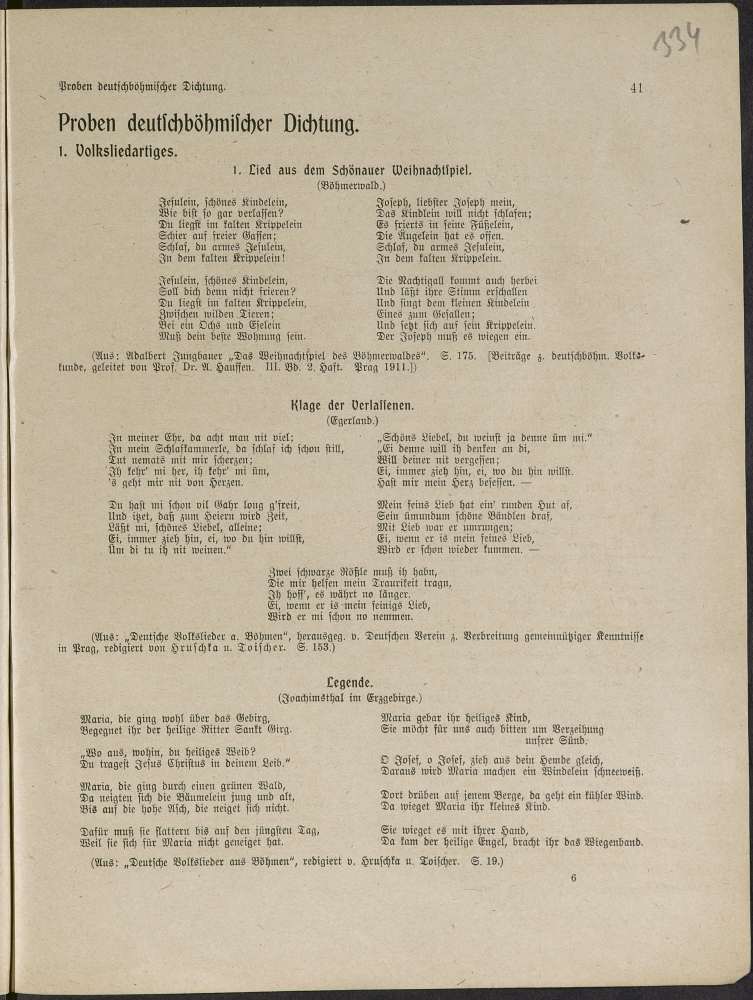 334
Proben deutschböhmischer Dichtung. 41
Proben deutschböhmischer Dichtung.
1. Volksliedartiges.
1. Lied aus dem Schönauer Weihnachtspiel.
(Böhmerwald.)
Jesulein, schönes Kindelein,
Wie bist so gar verlassen?
Du liegst im kalten Krippelein
Schier auf freier Gassen;
Schlaf, du armes Jesulein,
In dem kalten Krippelein!
Jesulein, schönes Kindelein,
Soll dich denn nicht frieren?
Du liegst im kalten Krippelein,
Zwischen wilden Tieren;
Bei ein Ochs und Eselein
Muß dein beste Wohnung sein.
Joseph, liebster Joseph mein,
Das Kindlein will nicht schlafen;
Es frierts in seine Füßelein,
Die Äugelein hat es offen.
Schlaf, du armes Jesulein,
In dem kalten Krippelein.
Die Nachtigall kommt auch herbei
Und läßt ihre Stimm erschallen
Und singt dem kleinen Kindelein
Eines zum Gefallen;
Und setzt sich auf sein Krippelein.
Der Joseph muß es wiegen ein.
(Aus: Adalbert Jungbauer „Das Weihnachtspiel des Böhmerwaldes“. S. 175. [Beiträge z. deutschböhm. Volks-
kunde, geleitet von Prof. Dr. A. Hauffen. III. Bd. 2. Haft. Prag 1911.])
Klage der Verlassenen.
(Egerland.)
In meiner Ehr, da acht man nit viel;
In mein Schlafkammerle, da schlaf ich schon still,
Tut nemats mit mir scherzen;
Ih kehr' mi her, ih kehr' mi üm,
's geht mir nit von Herzen.
Du hast mi schon vil Gahr long g'freit,
Und itzet, daß zum Heiern wird Zeit,
Läßt mi, schönes Liebel, alleine;
Ei, immer zieh hin, ei, wo du hin willst,
Üm di tu ih nit weinen.“
„Schöns Liebel, du weinst ja denne üm mi.“
„Ei denne will ih denken an di,
Will deiner nit vergessen;
Ei, immer zieh hin, ei, wo du hin willst.
Hast mir mein Herz besessen. —
Mein feins Lieb hat ein' runden Hut af,
Sein ümundum schöne Bändlen draf,
Mit Lieb war er umrungen;
Ei, wenn er is mein feines Lieb,
Wird er schon wieder kummen. —
Zwei schwarze Rößle muß ih habn,
Die mir helfen mein Traurikeit tragn,
Ih hoff', es währt no länger.
Ei, wenn er is mein feinigs Lieb,
Wird er mi schon no nemmen.
(Aus: „Deutsche Volkslieder a. Böhmen“, herausgeg. v. Deutschen Verein z. Verbreitung gemeinnütziger Kenntnisse
in Prag, redigiert von Hruschka u. Toischer. S. 153.)
Legende.
(Joachimsthal im Erzgebirge.)
Maria, die ging wohl über das Gebirg,
Begegnet ihr der heilige Ritter Sankt Girg.
„Wo aus, wohin, du heiliges Weib?
Du tragest Jesus Christus in deinem Leib.“
Maria, die ging durch einen grünen Wald,
Da neigten sich die Bäumelein jung und alt,
Bis auf die hohe Asch, die neiget sich nicht.
Dafür muß sie flattern bis auf den jüngsten Tag,
Weil sie sich für Maria nicht geneiget hat.
Maria gebar ihr heiliges Kind,
Sie möcht für uns auch bitten um Verzeihung
unsrer Sünd.
O Josef, o Josef, zieh aus dein Hemde gleich,
Daraus wird Maria machen ein Windelein schneeweiß.
Dort drüben auf jenem Berge, da geht ein kühler Wind.
Da wieget Maria ihr kleines Kind.
Sie wieget es mit ihrer Hand,
Da kam der heilige Engel, bracht ihr das Wiegenband.
(Aus: „Deutsche Volkslieder aus Böhmen“, redigiert v. Hruschka u. Toischer. S. 19.)
6